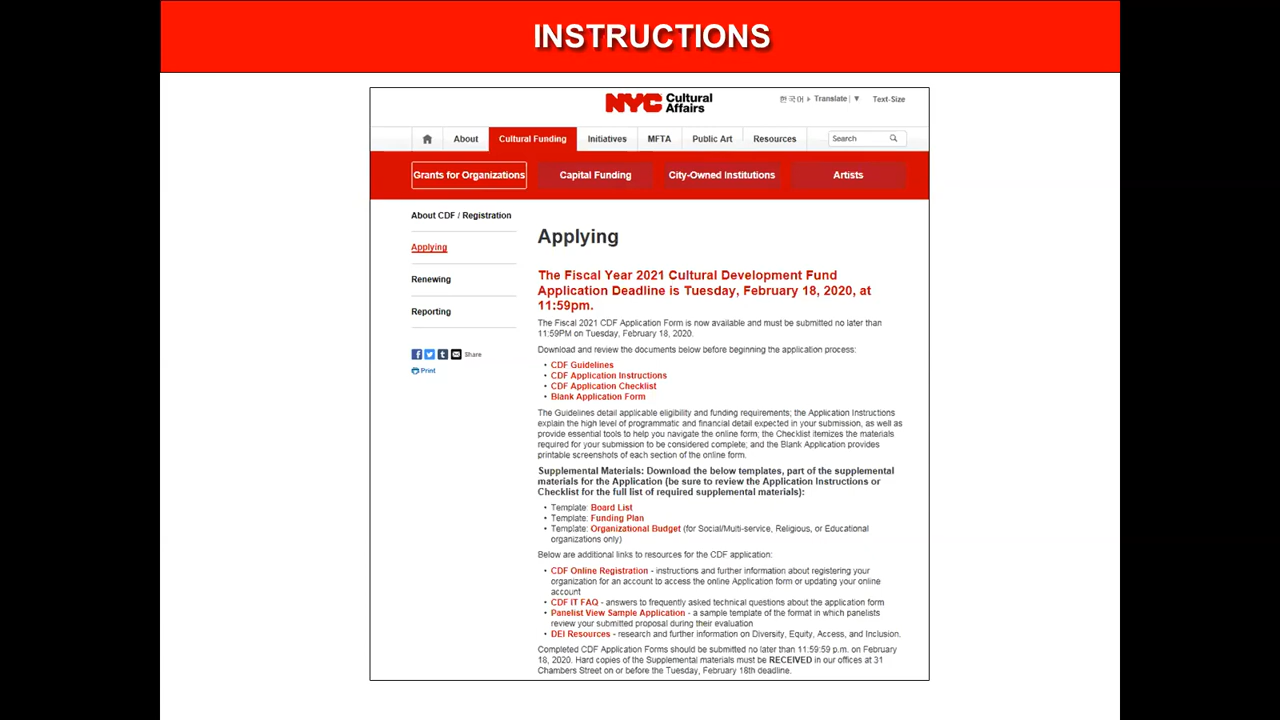 INSTRUCTIONS
NYC Cultural Affairs
한국어 Translate ▼ Text-Size
About Cultural Funding Initiatives MFTA Public Art Resources Search
Grants for Organizations Capital Funding City-Owned Institutions Artists
About CDF / Registration
Applying
Renewing
Reporting
Share
Print
Applying
The Fiscal Year 2021 Cultural Development Fund
Application Deadline is Tuesday, February 18, 2020, at
11:59pm.
The Fiscal 2021 CDF Application Form is now available and must be submitted no later than
11:59PM on Tuesday, February 18, 2020.
Download and review the documents below before beginning the application process:
• CDF Guidelines
• CDF Application Instructions
• CDF Application Checklist
• Blank Application Form
The Guidelines detail applicable eligibility and funding requirements; the Application Instructions
explain the high level of programmatic and financial detail expected in your submission, as well as
provide essential tools to help you navigate the online form; the Checklist itemizes the materials
required for your submission to be considered complete; and the Blank Application provides
printable screenshots of each section of the online form.
Supplemental Materials: Download the below templates, part of the supplemental
materials for the Application (be sure to review the Application Instructions or
Checklist for the full list of required supplemental materials):
• Template: Board List
• Template: Funding Plan
• Template: Organizational Budget (for Social/Multi-service, Religious, or Educational
organizations only)
Below are additional links to resources for the CDF application:
• CDF Online Registration - instructions and further information about registering your
organization for an account to access the online Application form or updating your online
account
• CDF IT FAQ - answers to frequently asked technical questions about the application form
• Panelist View Sample Application - a sample template of the format in which panelists
review your submitted proposal during their evaluation
• DEI Resources - research and further information on Diversity, Equity, Access, and Inclusion.
Completed CDF Application Forms should be submitted no later than 11:59:59 p.m. on February
18, 2020. Hard copies of the Supplemental materials must be RECEIVED in our offices at 31
Chambers Street on or before the Tuesday, February 18th deadline.